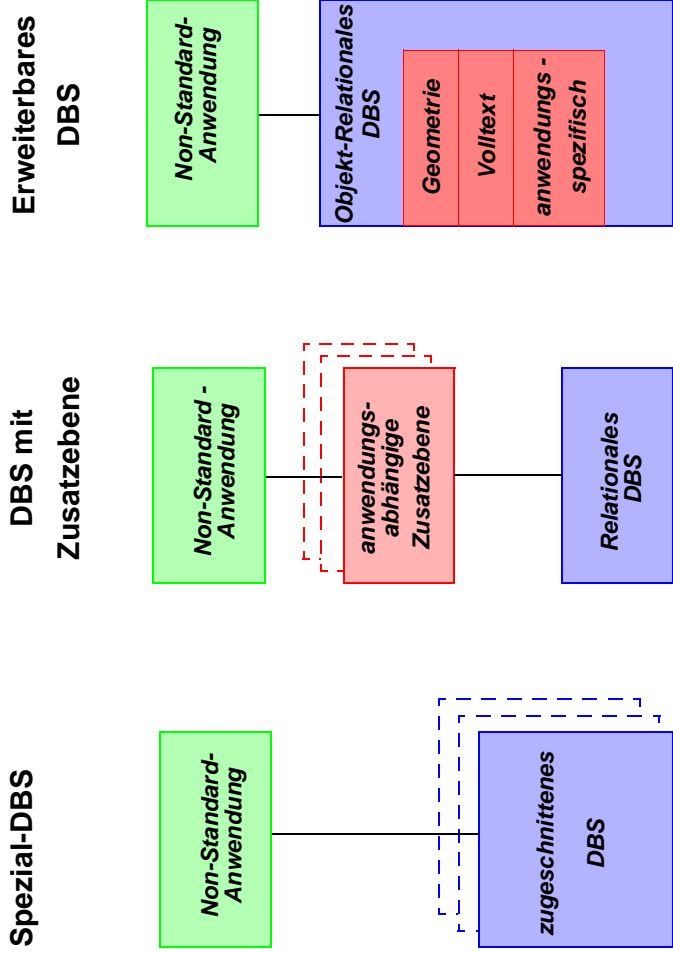 Spezial-DBS
Non-Standard-
Anwendung
zugeschnittenes
DBS
DBS mit
Zusatzebene
Non-Standard -
Anwendung
anwendungs-
abhängige
Zusatzebene
Relationales
DBS
Erweiterbares
DBS
Non-Standard-
Anwendung
Objekt-Relationales
DBS
Geometrie
Volltext
anwendungs -
spezifisch